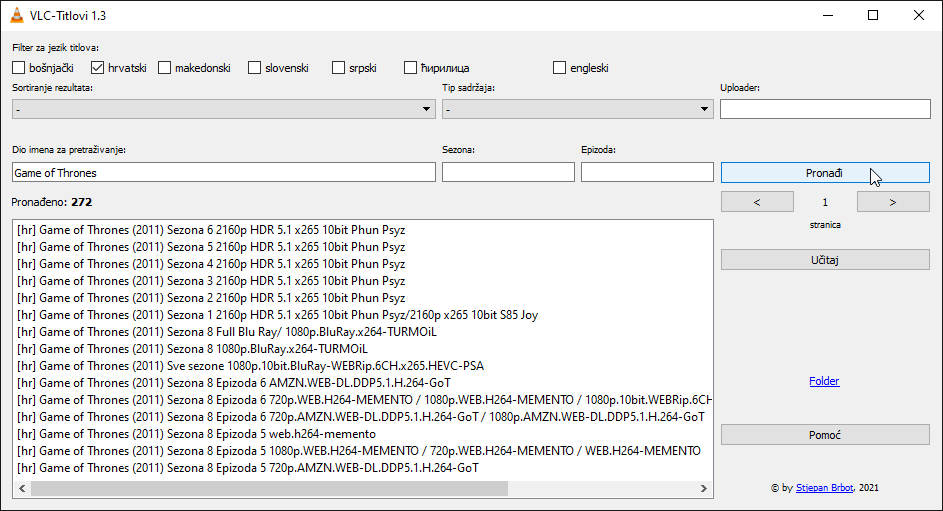 VLC-Titlovi 1.3
Filter za jezik titlova:
bošnjački hrvatski makedonski slovenski srpski ћирилица engleski
Sortiranje rezultata: Tip sadržaja: Uploader:
- -
Dio imena za pretraživanje: Sezona: Epizoda:
Game of Thrones Pronađi
Pronađeno: 272 < 1 >
stranica
[hr] Game of Thrones (2011) Sezona 6 2160p HDR 5.1 x265 10bit Phun Psyz
[hr] Game of Thrones (2011) Sezona 5 2160p HDR 5.1 x265 10bit Phun Psyz
[hr] Game of Thrones (2011) Sezona 4 2160p HDR 5.1 x265 10bit Phun Psyz
[hr] Game of Thrones (2011) Sezona 3 2160p HDR 5.1 x265 10bit Phun Psyz
[hr] Game of Thrones (2011) Sezona 2 2160p HDR 5.1 x265 10bit Phun Psyz
[hr] Game of Thrones (2011) Sezona 1 2160p HDR 5.1 x265 10bit Phun Psyz/2160p x265 10bit S85 Joy
[hr] Game of Thrones (2011) Sezona 8 Full Blu Ray/ 1080p.BluRay.x264-TURMOiL
[hr] Game of Thrones (2011) Sezona 8 1080p.BluRay.x264-TURMOiL
[hr] Game of Thrones (2011) Sve sezone 1080p.10bit.BluRay-WEBRip.6CH.x265.HEVC-PSA
[hr] Game of Thrones (2011) Sezona 8 Epizoda 6 AMZN.WEB-DL.DDP5.1.H.264-GoT
[hr] Game of Thrones (2011) Sezona 8 Epizoda 6 720p.WEB.H264-MEMENTO / 1080p.WEB.H264-MEMENTO / 1080p.10bit.WEBRip.6CH
[hr] Game of Thrones (2011) Sezona 8 Epizoda 6 720p.AMZN.WEB-DL.DDP5.1.H.264-GoT / 1080p.AMZN.WEB-DL.DDP5.1.H.264-GoT
[hr] Game of Thrones (2011) Sezona 8 Epizoda 5 web.h264-memento
[hr] Game of Thrones (2011) Sezona 8 Epizoda 5 1080p.WEB.H264-MEMENTO / 720p.WEB.H264-MEMENTO / WEB.H264-MEMENTO
[hr] Game of Thrones (2011) Sezona 8 Epizoda 5 720p.AMZN.WEB-DL.DDP5.1.H.264-GoT
Učitaj
Folder
Pomoć
© by Stjepan Brbot, 2021